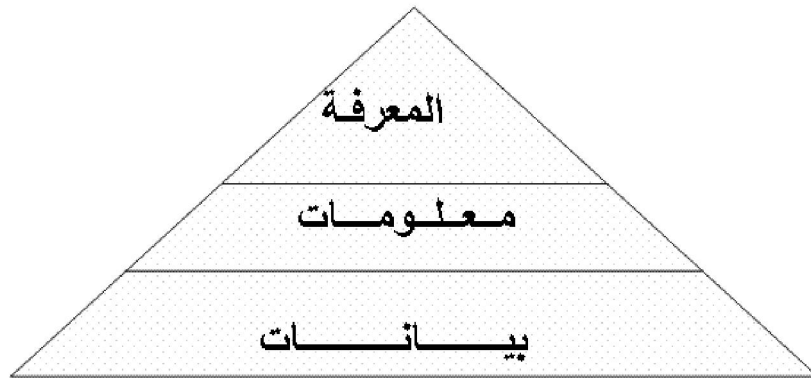 المعرفة
معلومات
بيانات